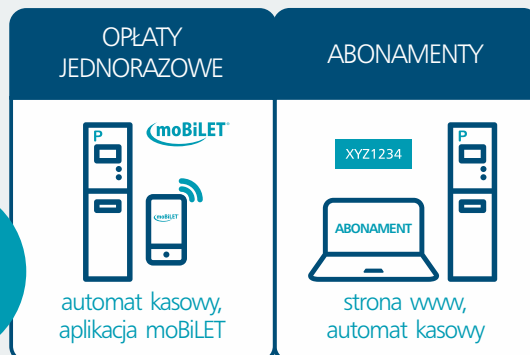 OPŁATY
JEDNORAZOWE
P
moBiLET
moBiLET
automat kasowy,
aplikacja moBiLET
ABONAMENTY
XYZ1234
P
ABONAMENT
strona www,
automat kasowy